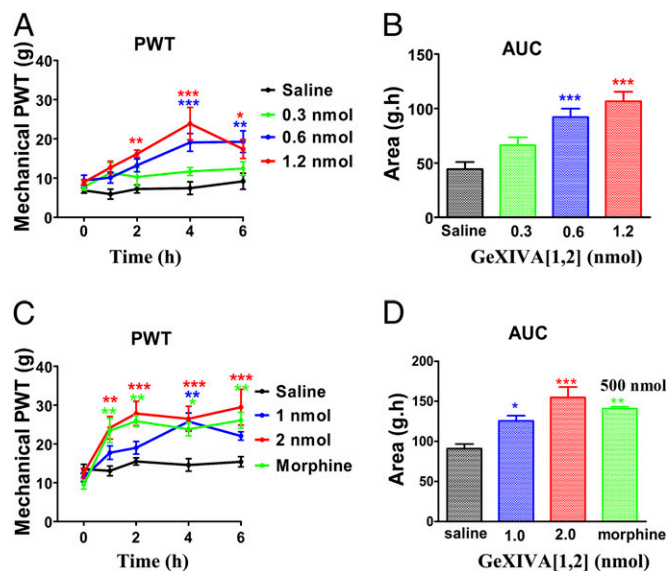 A
PWT
Mechanical PWT (g)
40
30
20
10
0
***
***
**
*
**
0 2 4 6
Time (h)
Saline
0.3 nmol
0.6 nmol
1.2 nmol
B
AUC
Area (g.h)
150
100
50
0
***
***
Saline 0.3 0.6 1.2
GeXIVA[1,2] (nmol)
C
PWT
Mechanical PWT (g)
40
30
20
10
0
** *** *** ***
** ** ** **
*
0 2 4 6
Time (h)
Saline
1 nmol
2 nmol
Morphine
D
AUC
Area (g.h)
200
150
100
50
0
*
***
500 nmol
**
saline 1.0 2.0 morphine
GeXIVA[1,2] (nmol)